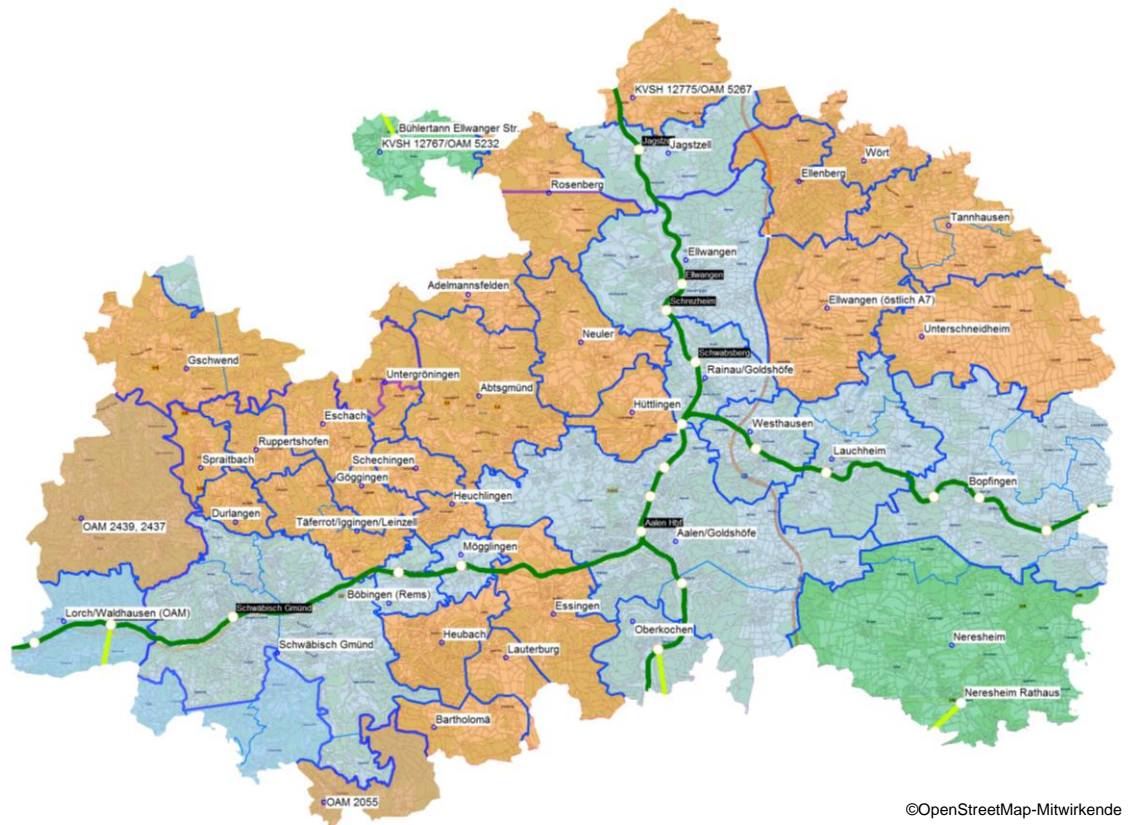 KVSH 12775/OAM 5267
Bühlertann Ellwanger Str.
KVSH 12767/OAM 5232
Jagstzell
Wört
Ellenberg
Rosenberg
Tannhausen
Ellwangen
Ellwangen
Adelmannsfelden
Schrezheim
Ellwangen (östlich A7)
Unterschneidheim
Neuler
Schwabsberg
Gschwend
Rainau/Goldshöfe
Untergröningen
Abtsgmünd
Hüttlingen
Eschach
Westhausen
Ruppertshofen
Lauchheim
Spraitbach
Schechingen
Göggingen
Bopfingen
Heuchlingen
Durlangen
Täferrot/Iggingen/Leinzell
OAM 2439, 2437
Aalen Hbf
Aalen/Goldshöfe
Mögglingen
Böbingen (Rems)
Lorch/Waldhausen (OAM)
Schwäbisch Gmünd
Essingen
Oberkochen
Heubach
Neresheim
Schwäbisch Gmünd
Lauterburg
Neresheim Rathaus
Bartholomä
OAM 2055
©OpenStreetMap-Mitwirkende